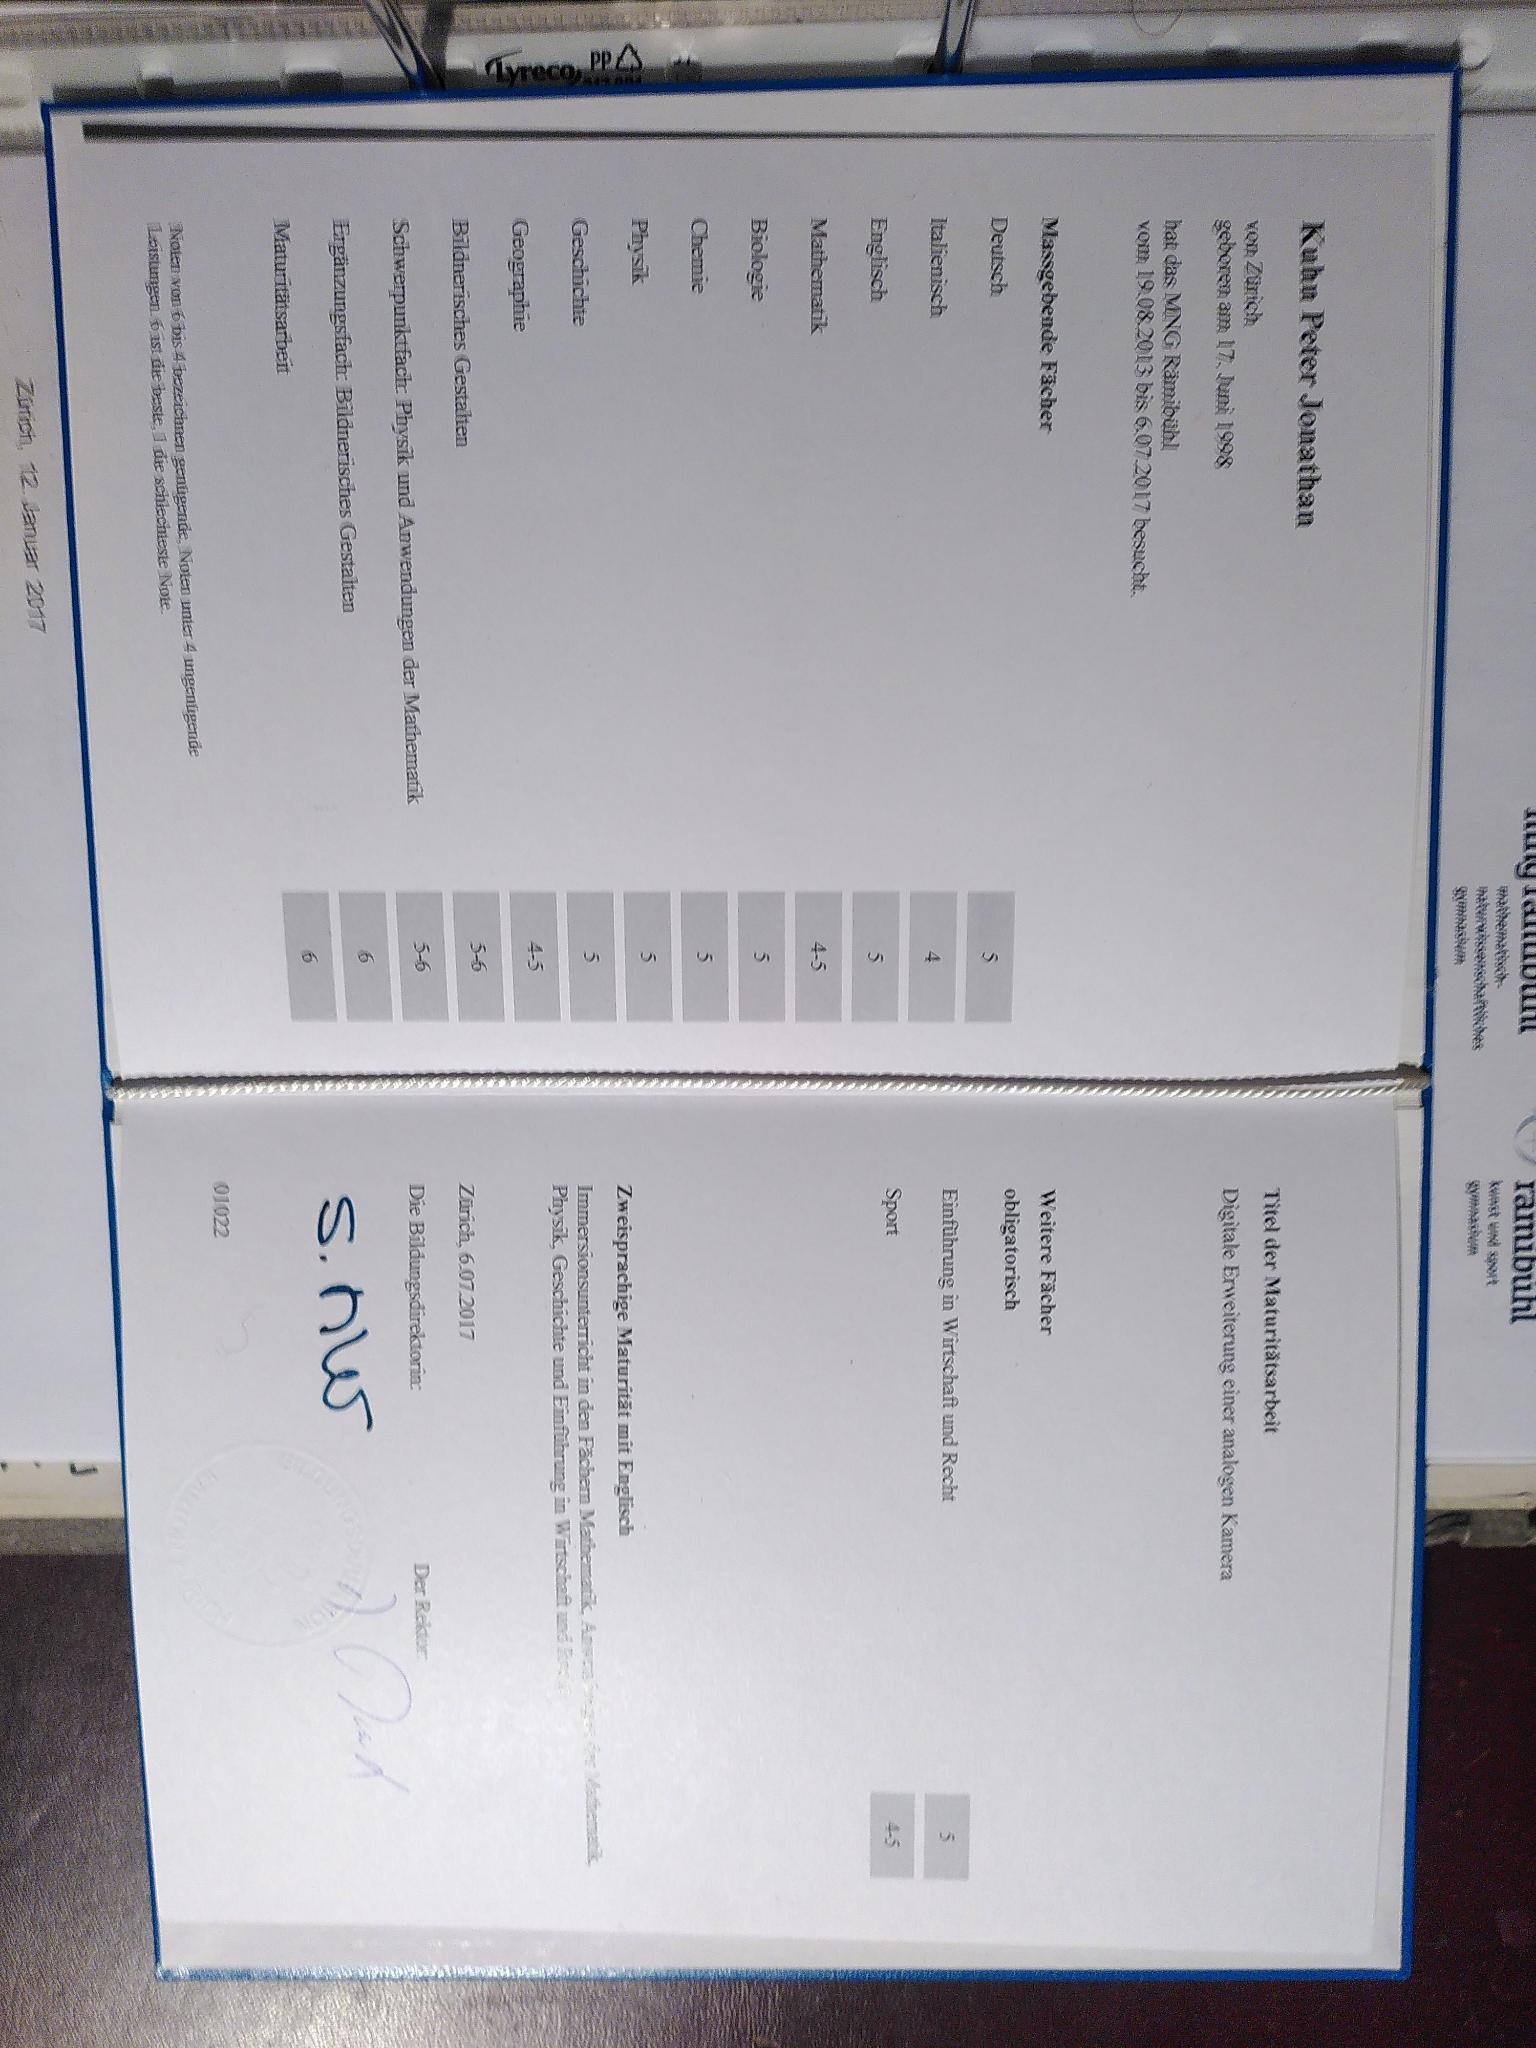 Kuhn Peter Jonathan
von Zürich
geboren am 17. Juni 1998
hat das MNG Rämibühl
vom 19.08.2013 bis 6.07.2017 besucht.
Massgebende Fächer
Deutsch 5
Italienisch 4
Englisch 5
Mathematik 4-5
Biologie 5
Chemie 5
Physik 5
Geschichte 5
Geographie 4-5
Bildnerisches Gestalten 5-6
Schwerpunktfach: Physik und Anwendungen der Mathematik 5-6
Ergänzungsfach: Bildnerisches Gestalten 6
Maturitätsarbeit 6
Noten von 6 bis 4 bezeichnen genügende, Noten unter 4 ungenügende
Leistungen. 6 ist die beste, 1 die schlechteste Note.
Titel der Maturitätsarbeit
Digitale Erweiterung einer analogen Kamera
Weitere Fächer
obligatorisch
Einführung in Wirtschaft und Recht 5
Sport 4-5
Zweisprachige Maturität mit Englisch
Immersionsunterricht in den Fächern Mathematik, Anwendungen der Mathematik,
Physik, Geschichte und Einführung in Wirtschaft und Recht
Zürich, 6.07.2017
Die Bildungsdirektorin: Der Rektor:
01022
Zürich, 12. Januar 2017
mathematisch-
naturwissenschaftliches
gymnasium
rämibühl
kunst und sport
gymnasium
Lyreco PP